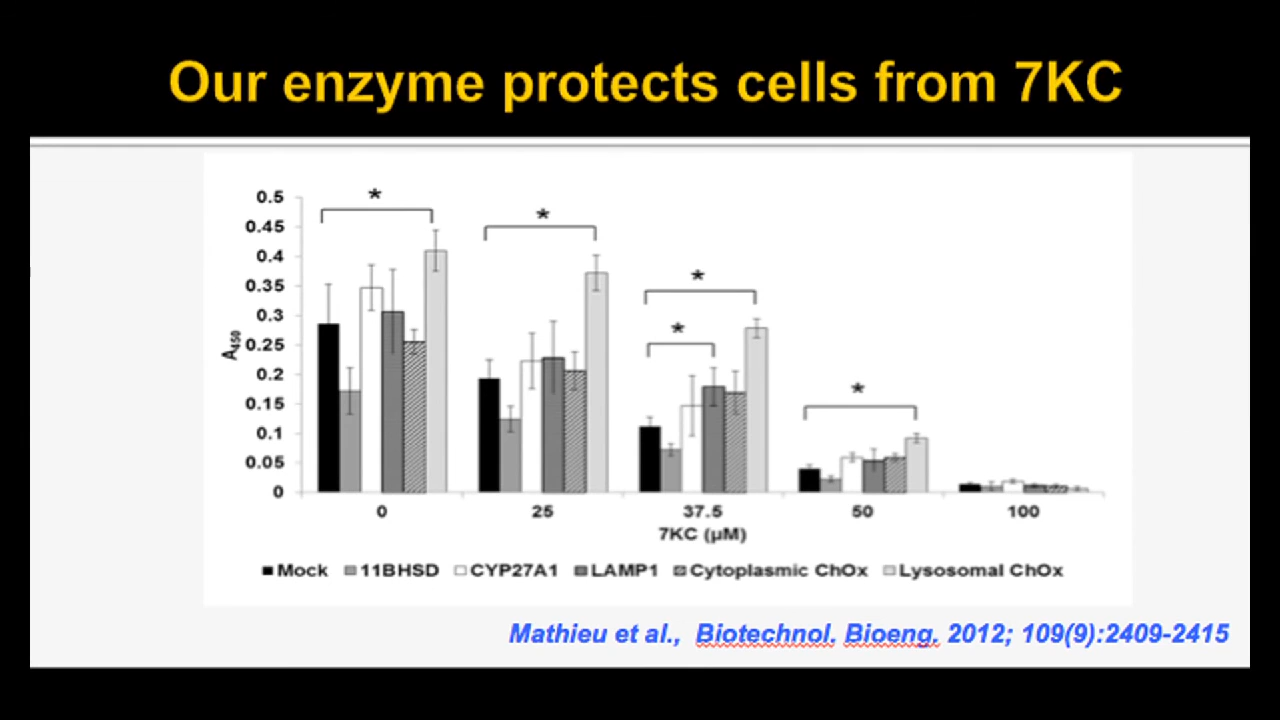 Our enzyme protects cells from 7KC
*
*
*
*
*
0.5
0.45
0.4
0.35
0.3
0.25
0.2
0.15
0.1
0.05
0
A450
0 25 37.5 50 100
7KC (µM)
Mock 11BHSD CYP27A1 LAMP1 Cytoplasmic ChOx Lysosomal ChOx
Mathieu et al., Biotechnol. Bioeng. 2012; 109(9):2409-2415